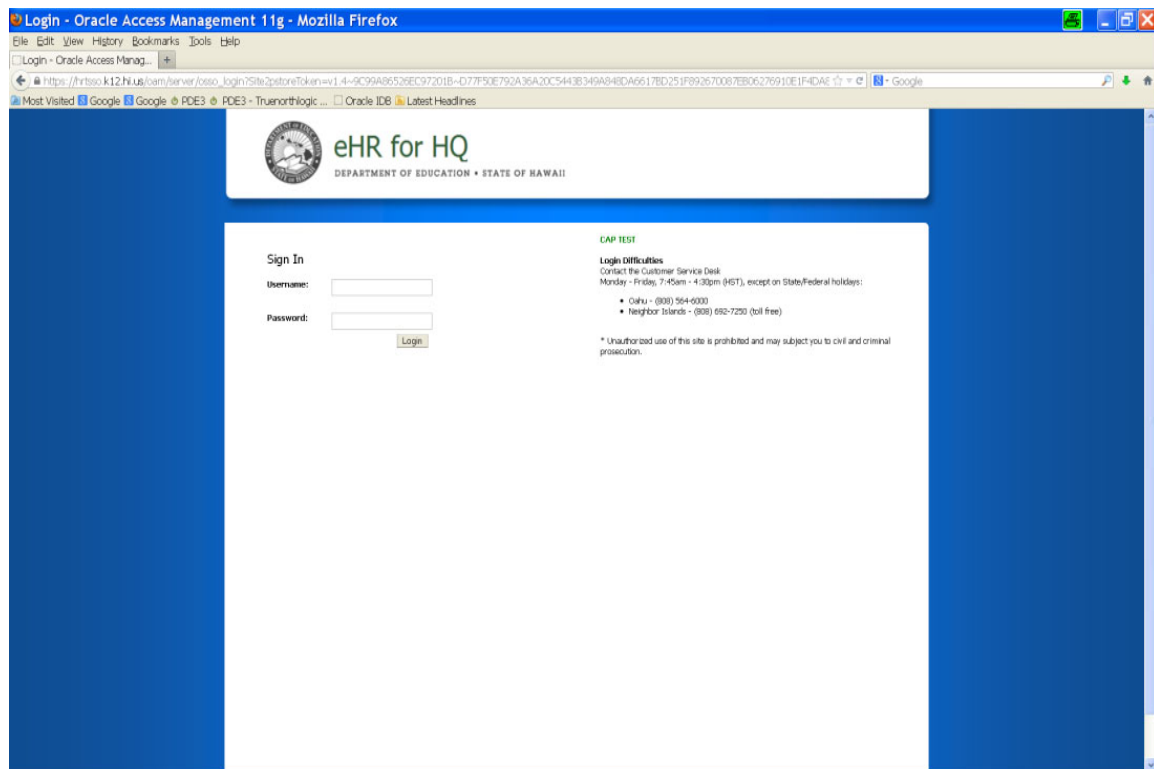 Login - Oracle Access Management 11g - Mozilla Firefox
File Edit View History Bookmarks Tools Help
Login - Oracle Access Manag... +
Google
Most Visited Google Google PDE3 PDE3 - Truenorthlogic ... Oracle IDB Latest Headlines
eHR for HQ
DEPARTMENT OF EDUCATION • STATE OF HAWAII
Sign In
Username:
Password:
Login
CAP TEST
Login Difficulties
Contact the Customer Service Desk
Monday - Friday, 7:45am - 4:30pm (HST), except on State/Federal holidays:
• Oahu - (808) 564-6000
• Neighbor Islands - (808) 692-7250 (toll free)
* Unauthorized use of this site is prohibited and may subject you to civil and criminal
prosecution.